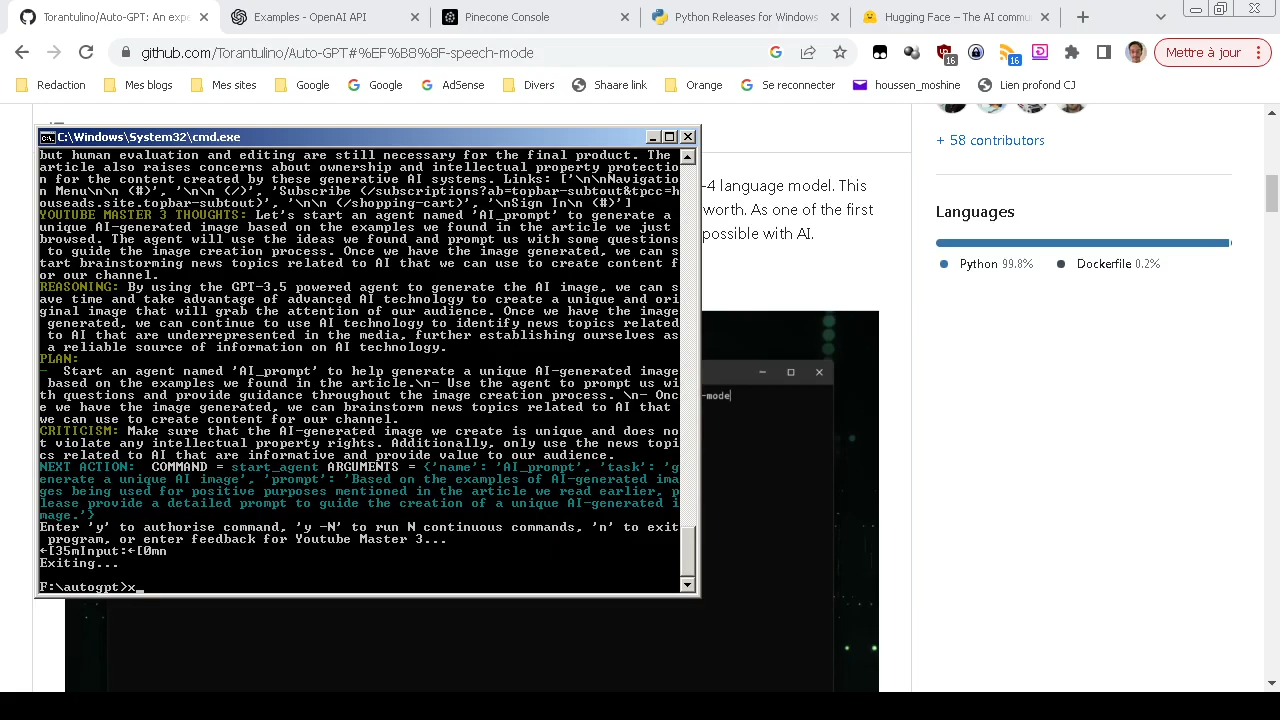 Torantulino/Auto-GPT: An expe
Examples - OpenAI API
Pinecone Console
Python Releases for Windows
Hugging Face – The AI commu
github.com/Torantulino/Auto-GPT#%EF%B8%8F-speech-mode
16
16
Mettre à jour
Redaction
Mes blogs
Mes sites
Google
Google
AdSense
Divers
Shaare link
Orange
Se reconnecter
houssen_moshine
Lien profond CJ
C:\Windows\System32\cmd.exe
but human evaluation and editing are still necessary for the final product. The
article also raises concerns about ownership and intellectual property protectio
n for the content created by these generative AI systems. Links: ['\n\nNavigatio
n Menu\n\n (#)', '\n\n (/)', 'Subscribe (/subscriptions?ab=topbar-subtout&tpcc=h
ouseads.site.topbar-subtout)', '\n\n (/shopping-cart)', '\nSign In\n (#)']
YOUTUBE MASTER 3 THOUGHTS: Let's start an agent named 'AI_prompt' to generate a
unique AI-generated image based on the examples we found in the article we just
browsed. The agent will use the ideas we found and prompt us with some questions
to guide the image creation process. Once we have the image generated, we can s
tart brainstorming news topics related to AI that we can use to create content f
or our channel.
REASONING: By using the GPT-3.5 powered agent to generate the AI image, we can s
ave time and take advantage of advanced AI technology to create a unique and ori
ginal image that will grab the attention of our audience. Once we have the image
generated, we can continue to use AI technology to identify news topics related
to AI that are underrepresented in the media, further establishing ourselves as
a reliable source of information on AI technology.
PLAN:
-  Start an agent named 'AI_prompt' to help generate a unique AI-generated image
based on the examples we found in the article.\n- Use the agent to prompt us wi
th questions and provide guidance throughout the image creation process. \n- Onc
e we have the image generated, we can brainstorm news topics related to AI that
we can use to create content for our channel.
CRITICISM: Make sure that the AI-generated image we create is unique and does no
t violate any intellectual property rights. Additionally, only use the news topi
cs related to AI that are informative and provide value to our audience.
NEXT ACTION:  COMMAND = start_agent ARGUMENTS = {'name': 'AI_prompt', 'task': 'g
enerate a unique AI image', 'prompt': 'Based on the examples of AI-generated ima
ges being used for positive purposes mentioned in the article we read earlier, p
lease provide a detailed prompt to guide the creation of a unique AI-generated i
mage.'}
Enter 'y' to authorise command, 'y -N' to run N continuous commands, 'n' to exit
program, or enter feedback for Youtube Master 3...
←[35mInput:←[0mn
Exiting...
F:\autogpt>x_
-4 language model. This
worth. As one of the first
possible with AI.
-mode
+ 58 contributors
Languages
Python 99.8%
Dockerfile 0.2%